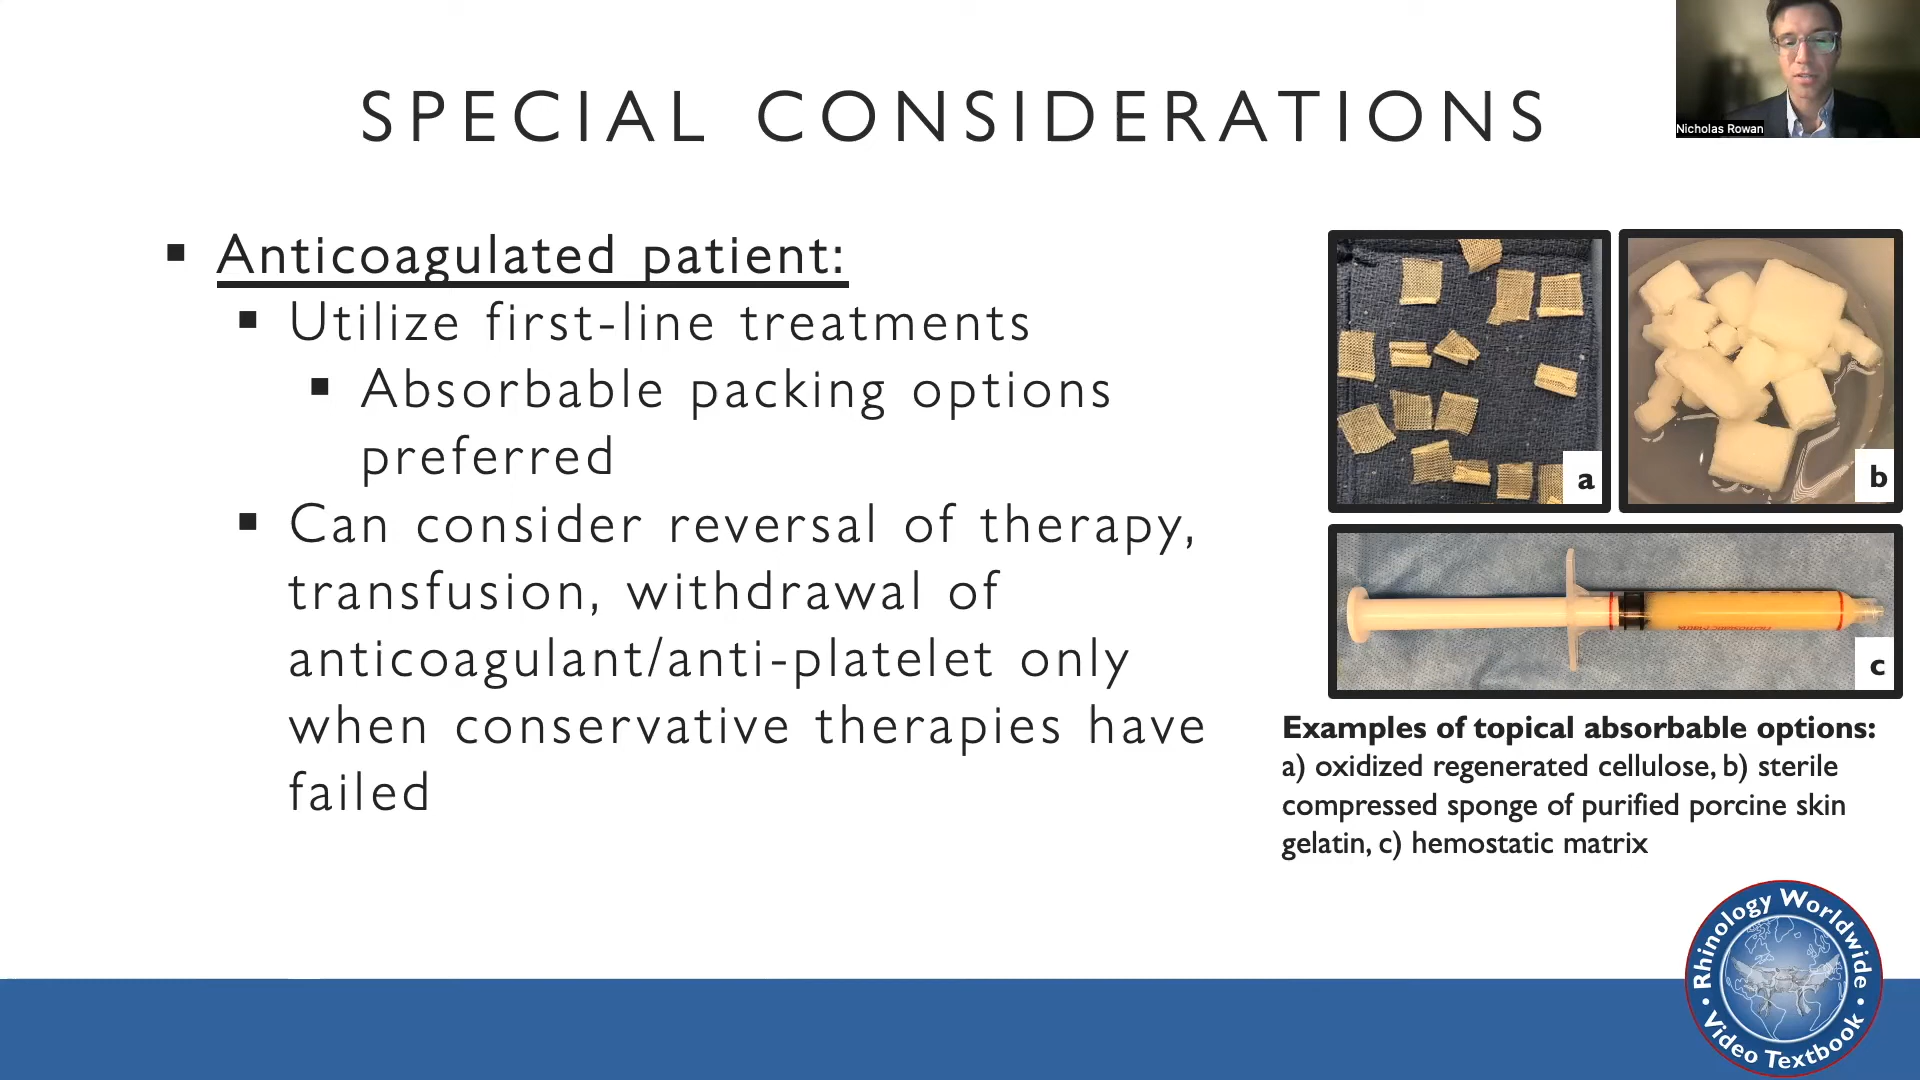 SPECIAL CONSIDERATIONS
Nicholas Rowan
Anticoagulated patient:
Utilize first-line treatments
Absorbable packing options
preferred
Can consider reversal of therapy,
transfusion, withdrawal of
anticoagulant/anti-platelet only
when conservative therapies have
failed
a
b
c
Examples of topical absorbable options:
a) oxidized regenerated cellulose, b) sterile
compressed sponge of purified porcine skin
gelatin, c) hemostatic matrix
Rhinology Worldwide
Video Textbook